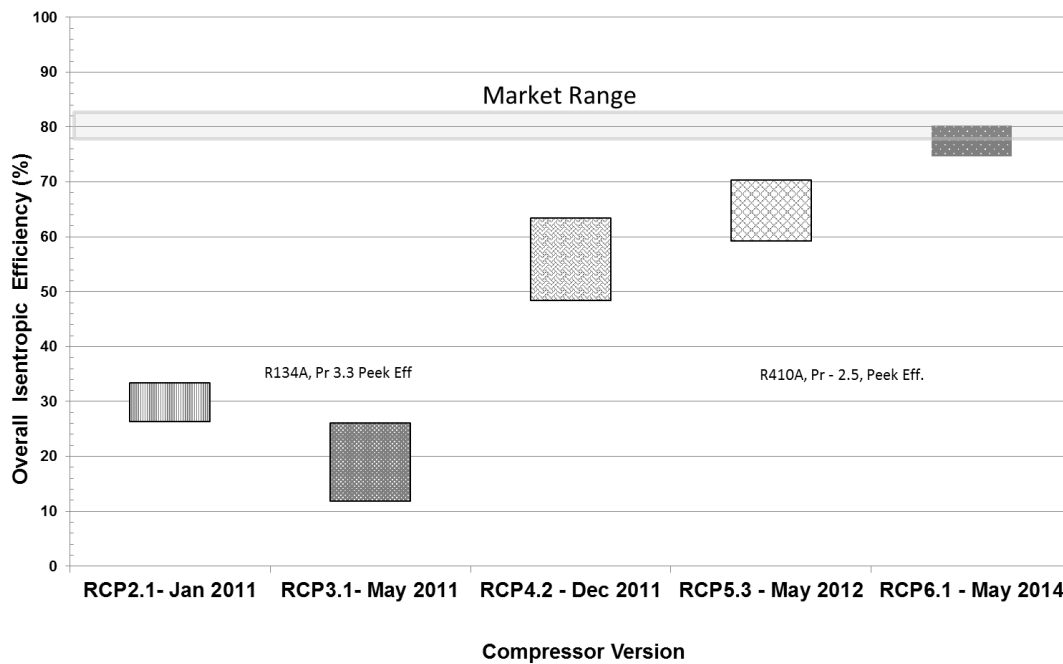 100
90
Market Range
80
70
60
50
40
R134A, Pr 3.3 Peek Eff
R410A, Pr - 2.5, Peek Eff.
30
20
10
0
Overall Isentropic Efficiency (%)
RCP2.1- Jan 2011 RCP3.1- May 2011 RCP4.2 - Dec 2011 RCP5.3 - May 2012 RCP6.1 - May 2014
Compressor Version